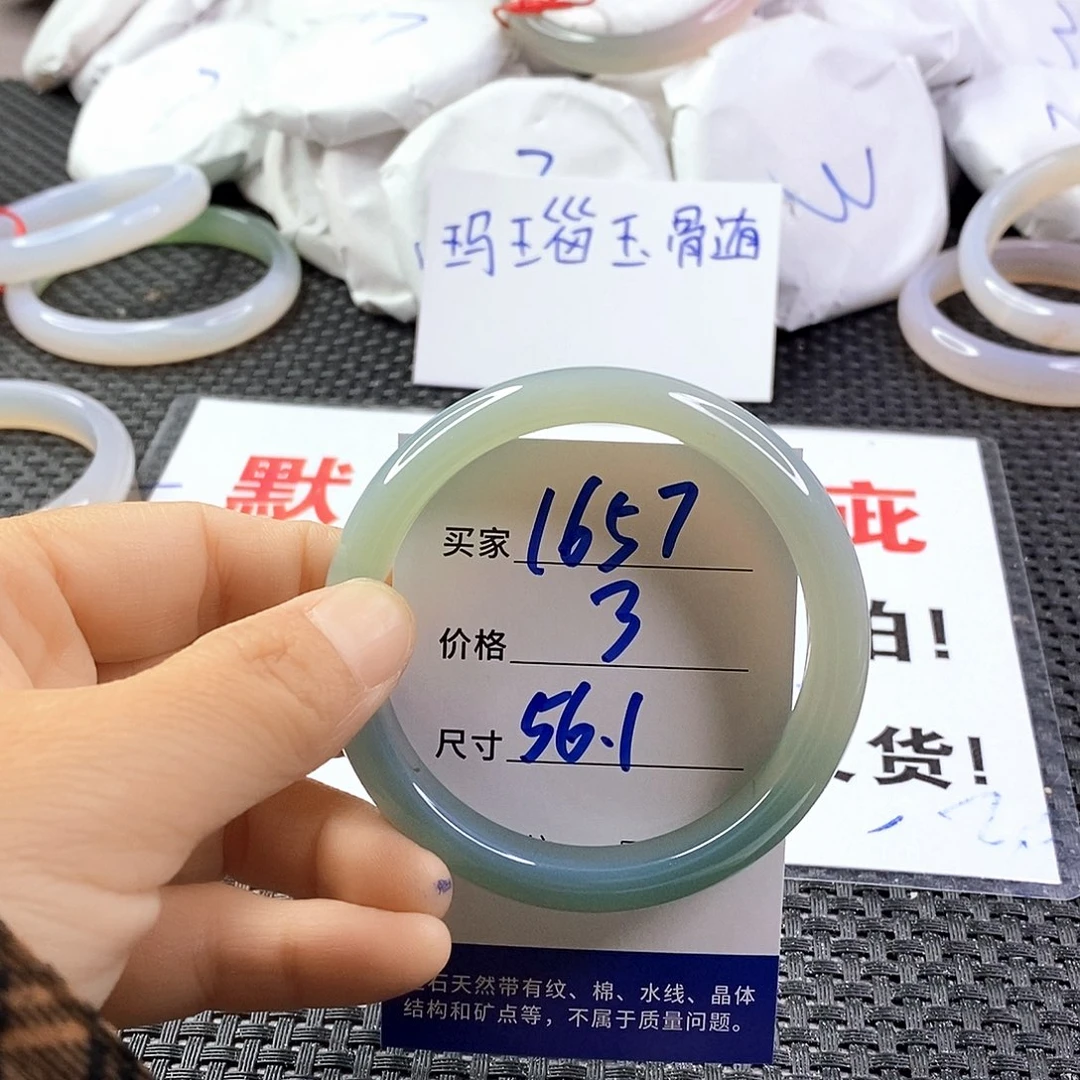 玛瑙玉骨髓
默 疵
拍!
货!
买家 1657
价格 3
尺寸 56.1
石天然带有纹、棉、水线、晶体
结构和矿点等，不属于质量问题。